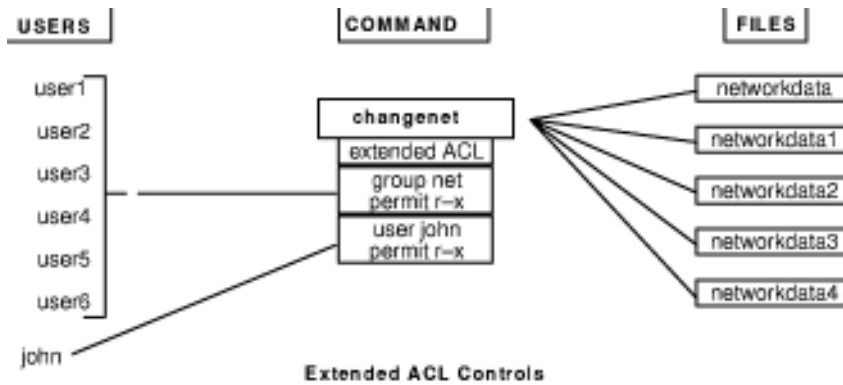 USERS
COMMAND
FILES
user1
user2
user3
user4
user5
user6
john
changenet
extended ACL
group net
permit r-x
user john
permit r-x
networkdata
networkdata1
networkdata2
networkdata3
networkdata4
Extended ACL Controls